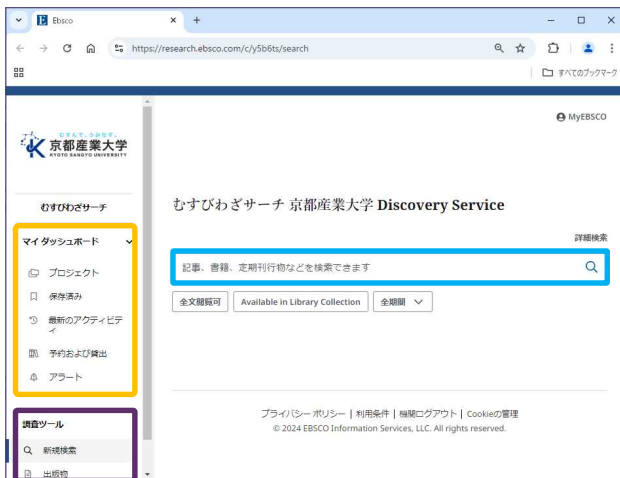 Ebsco
https://research.ebsco.com/c/y5b6ts/search
すべてのブックマーク
MyEBSCO
むすんで、うみだす。
京都産業大学
KYOTO SANGYO UNIVERSITY
むすびわざサーチ
マイ ダッシュボード
プロジェクト
保存済み
最新のアクティビテ
ィ
予約および貸出
アラート
調査ツール
新規検索
出版物
むすびわざサーチ 京都産業大学 Discovery Service
詳細検索
記事、書籍、定期刊行物などを検索できます
全文閲覧可 Available in Library Collection 全期間
プライバシー ポリシー | 利用条件 | 機関ログアウト | Cookieの管理
© 2024 EBSCO Information Services, LLC. All rights reserved.